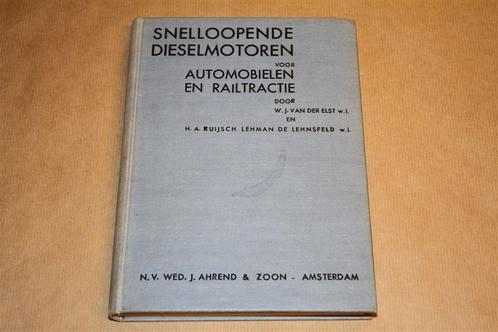 SNELLOOPENDE
DIESELMOTOREN
VOOR
AUTOMOBIELEN
EN RAILTRACTIE
DOOR
W. J. VAN DER ELST w.i.
EN
H. A. RUIJSCH LEHMAN DE LEHNSFELD w.i.
N.V. WED. J. AHREND & ZOON - AMSTERDAM